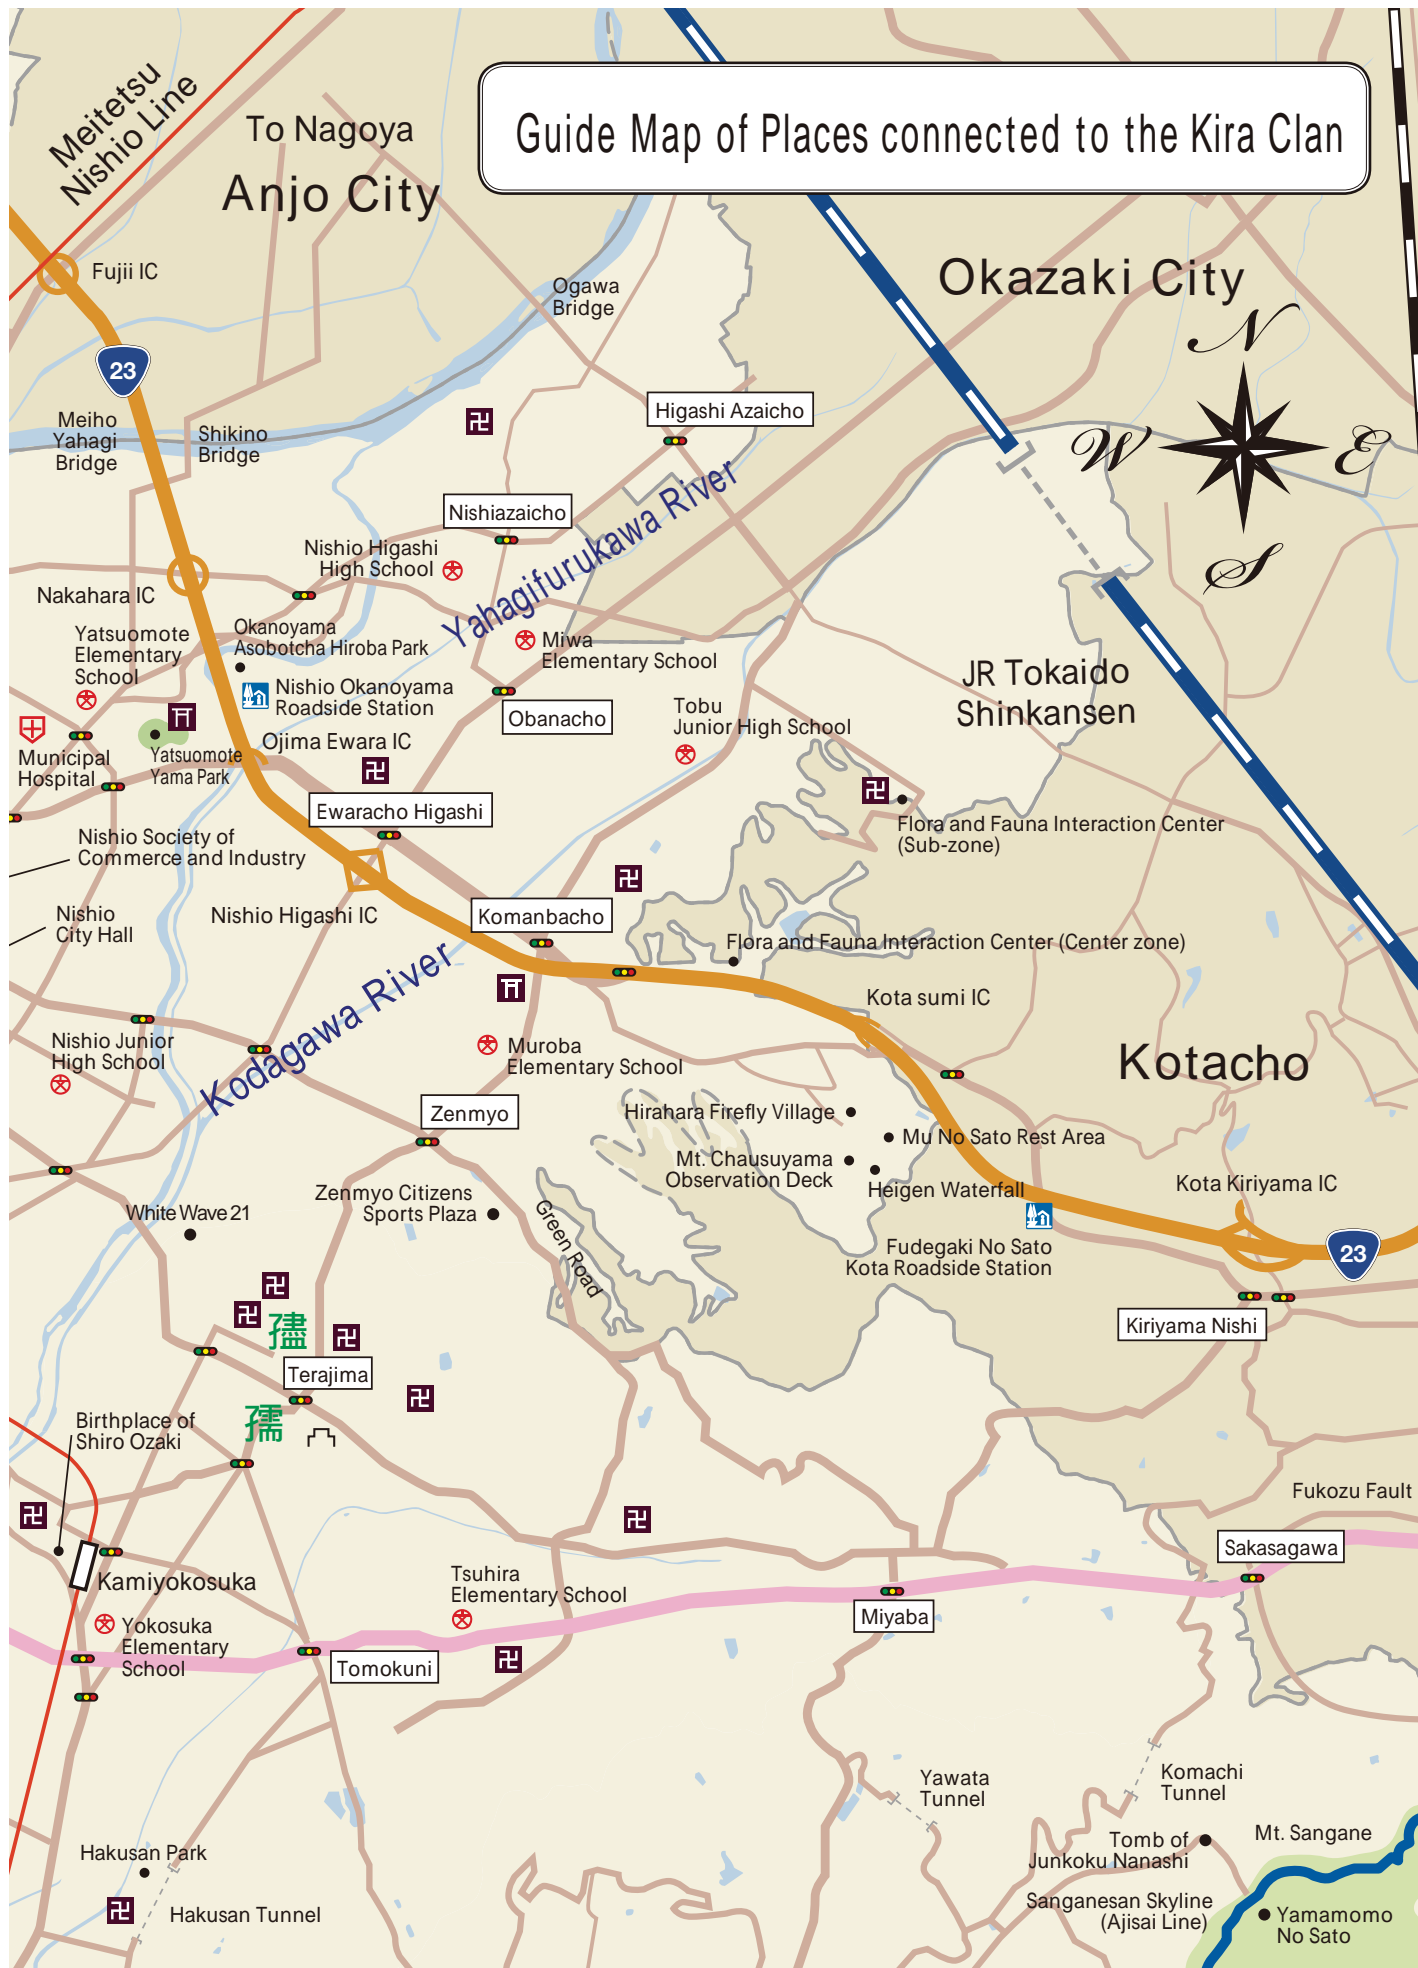 Guide Map of Places connected to the Kira Clan
Meitetsu
Nishio Line
To Nagoya
Anjo City
Okazaki City
Fujii IC
Ogawa
Bridge
N
W
E
S
23
Meiho
Yahagi
Bridge
Shikino
Bridge
Higashi Azaicho
Nishiazaicho
Yahagifurukawa River
Nishio Higashi
High School
Nakahara IC
Yatsuomote
Elementary
School
Okanoyama
Asobotcha Hiroba Park
Miwa
Elementary School
JR Tokaido
Shinkansen
Nishio Okanoyama
Roadside Station
Obanacho
Tobu
Junior High School
Municipal
Hospital
Yatsuomote
Yama Park
Ojima Ewara IC
Ewaracho Higashi
Flora and Fauna Interaction Center
(Sub-zone)
Nishio Society of
Commerce and Industry
Nishio
City Hall
Nishio Higashi IC
Komanbacho
Flora and Fauna Interaction Center (Center zone)
Kodagawa River
Kota sumi IC
Nishio Junior
High School
Muroba
Elementary School
Kotacho
Zenmyo
Hirahara Firefly Village
Mu No Sato Rest Area
Mt. Chausuyama
Observation Deck
Heigen Waterfall
Kota Kiriyama IC
Zenmyo Citizens
Sports Plaza
White Wave 21
Green Road
Fudegaki No Sato
Kota Roadside Station
23
Kiriyama Nishi
Terajima
Birthplace of
Shiro Ozaki
Fukozu Fault
Sakasagawa
Kamiyokosuka
Tsuhira
Elementary School
Miyaba
Yokosuka
Elementary
School
Tomokuni
Yawata
Tunnel
Komachi
Tunnel
Tomb of
Junkoku Nanashi
Mt. Sangane
Hakusan Park
Hakusan Tunnel
Sanganesan Skyline
(Ajisai Line)
Yamamomo
No Sato